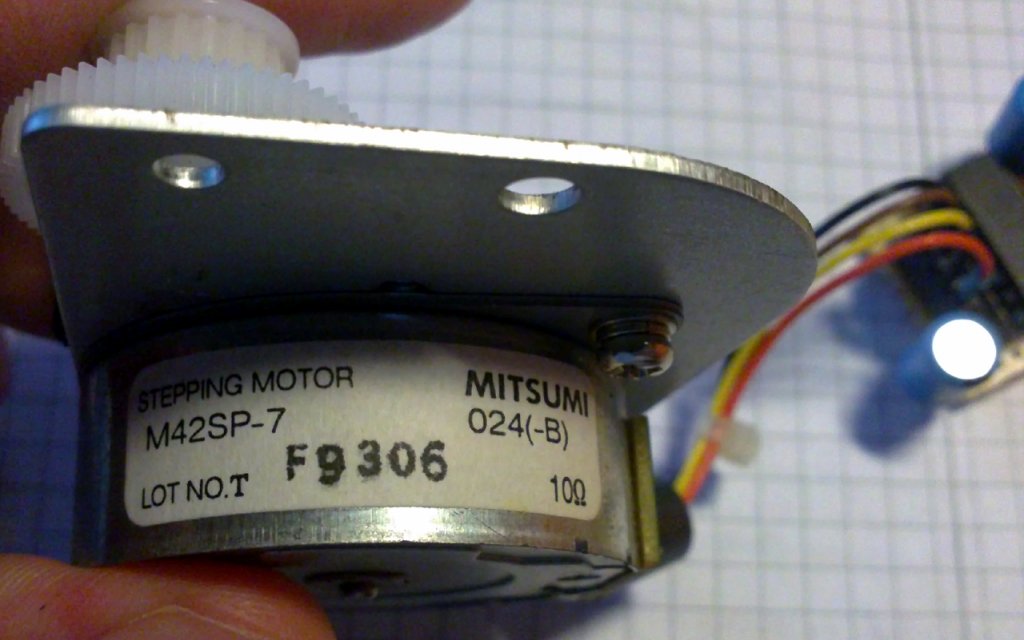 STEPPING MOTOR MITSUMI
M42SP-7 024(-B)
F9306
LOT NO.T 10Ω